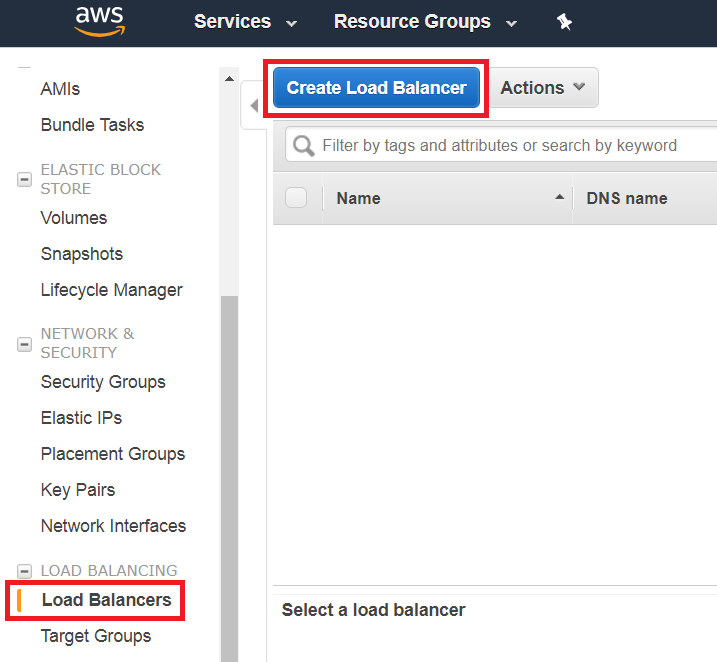 aws Services Resource Groups
AMIs
Bundle Tasks
ELASTIC BLOCK
STORE
Volumes
Snapshots
Lifecycle Manager
NETWORK &
SECURITY
Security Groups
Elastic IPs
Placement Groups
Key Pairs
Network Interfaces
LOAD BALANCING
Load Balancers
Target Groups
Create Load Balancer Actions
Filter by tags and attributes or search by keyword
Name DNS name
Select a load balancer